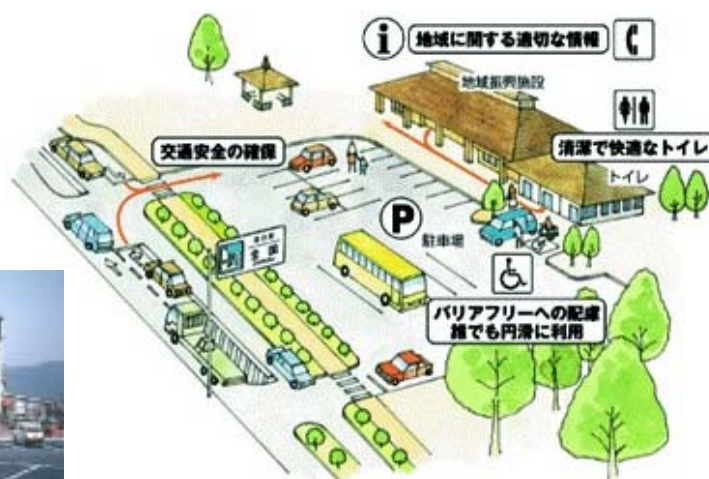 i 地域に関する適切な情報
地域振興施設
交通安全の確保
清潔で快適なトイレ
トイレ
P
駐車場
バリアフリーへの配慮
誰でも円滑に利用